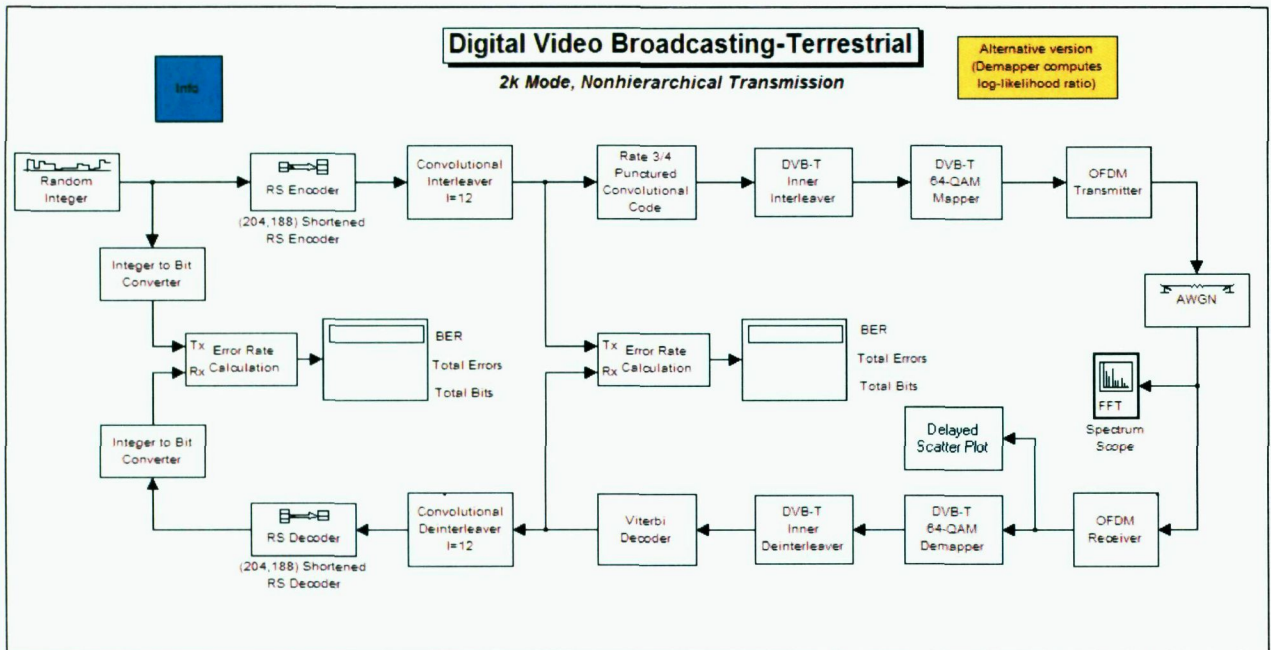 Digital Video Broadcasting-Terrestrial
2k Mode, Nonhierarchical Transmission
Info
Alternative version
(Demapper computes
log-likelihood ratio)
Random
Integer
RS Encoder
(204,188) Shortened
RS Encoder
Convolutional
Interleaver
I=12
Rate 3/4
Punctured
Convolutional
Code
DVB-T
Inner
Interleaver
DVB-T
64-QAM
Mapper
OFDM
Transmitter
Integer to Bit
Converter
AWGN
Tx
Rx
Error Rate
Calculation
BER
Total Errors
Total Bits
Tx
Rx
Error Rate
Calculation
BER
Total Errors
Total Bits
FFT
Spectrum
Scope
Delayed
Scatter Plot
Integer to Bit
Converter
RS Decoder
(204,188) Shortened
RS Decoder
Convolutional
Deinterleaver
I=12
Viterbi
Decoder
DVB-T
Inner
Deinterleaver
DVB-T
64-QAM
Demapper
OFDM
Receiver